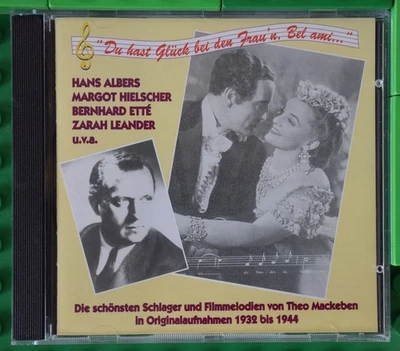 "Du hast Glück bei den Frau'n, Bel ami..."
HANS ALBERS
MARGOT HIELSCHER
BERNHARD ETTÉ
ZARAH LEANDER
u.v.a.
Die schönsten Schlager und Filmmelodien von Theo Mackeben
in Originalaufnahmen 1932 bis 1944